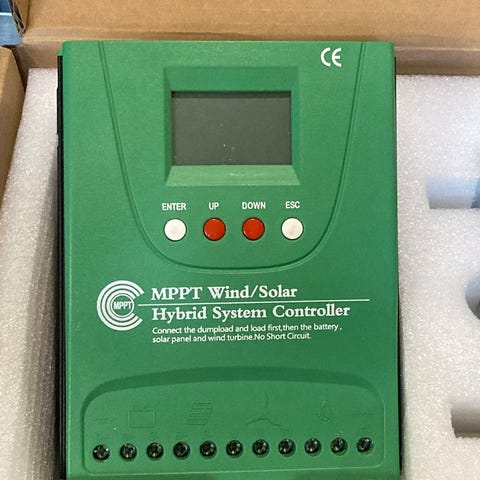 CE
ENTER UP DOWN ESC
MPPT
MPPT Wind/Solar
Hybrid System Controller
Connect the dumpload and load first,then the battery,
solar panel and wind turbine.No Short Circuit.